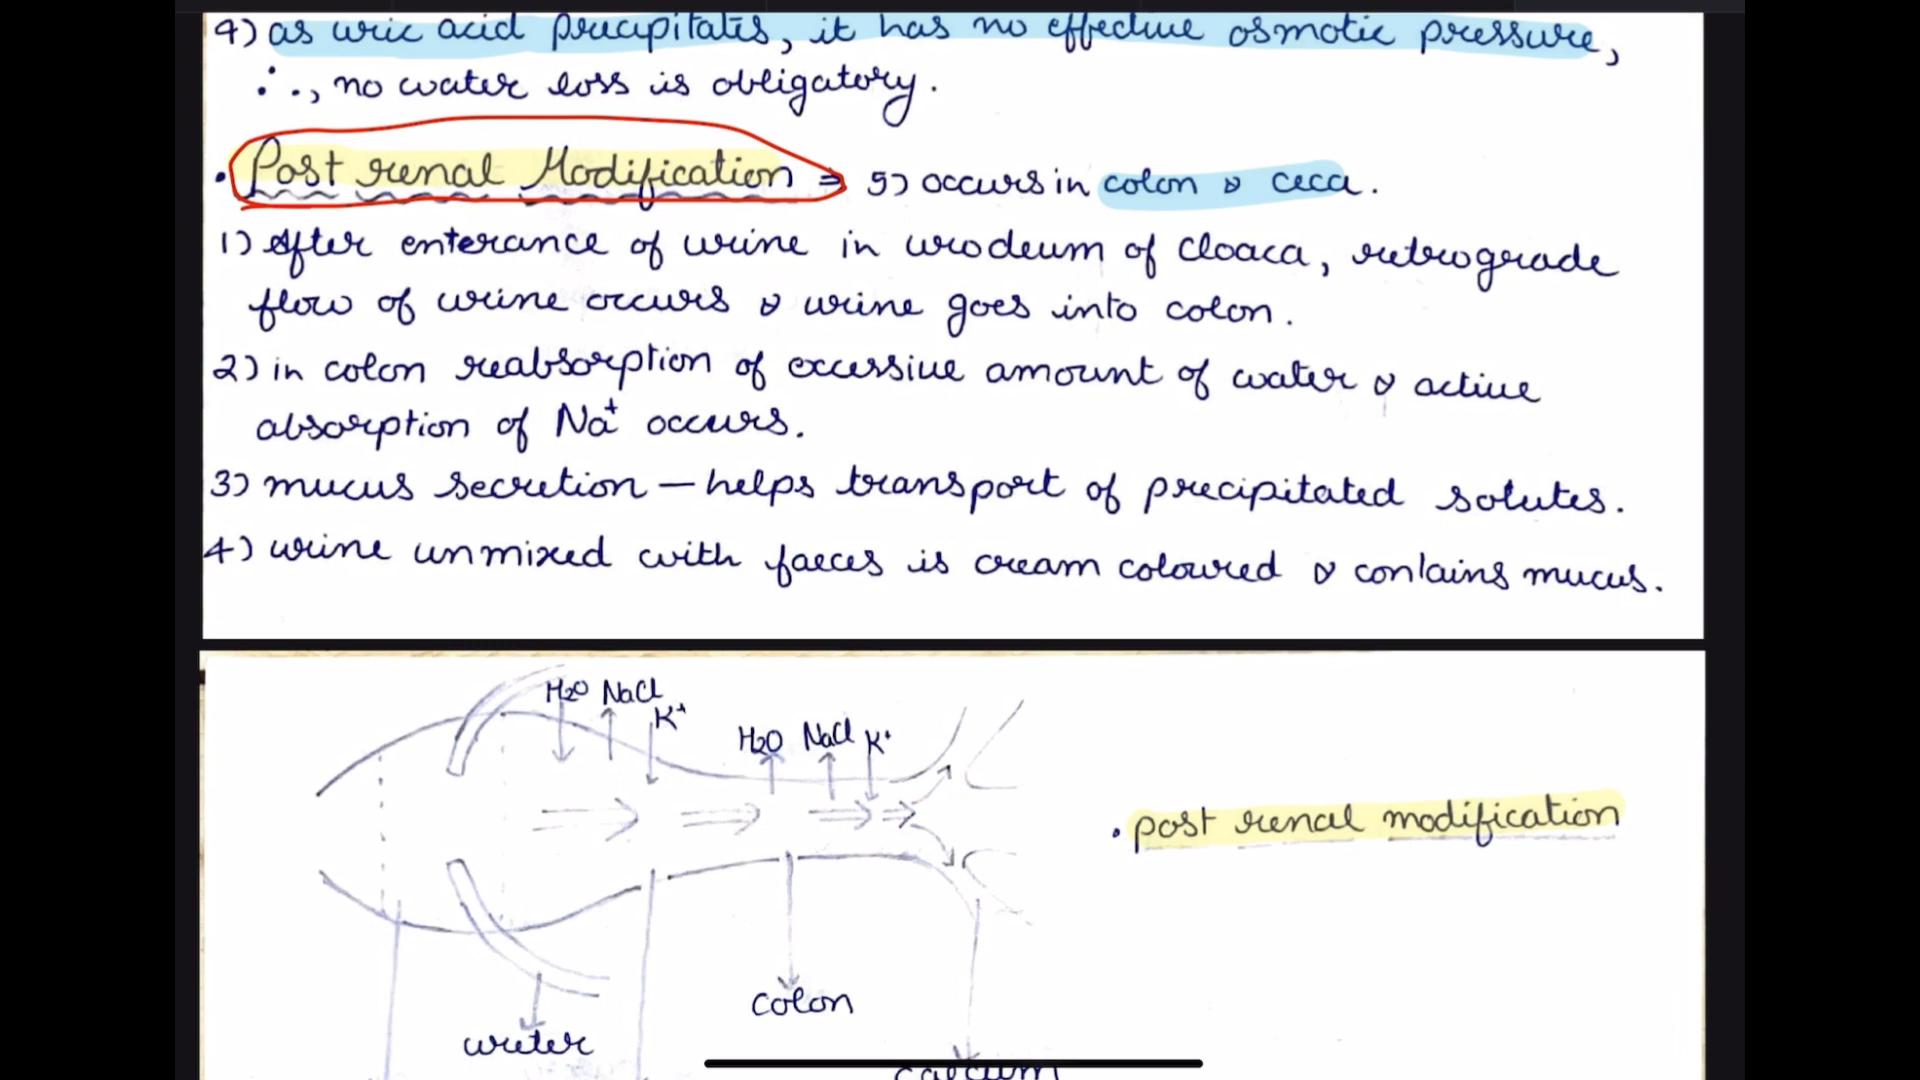 4) as uric acid precipitates, it has no effective osmotic pressure,
∴, no water loss is obligatory.
• Post renal Modification ⇒ 5) occurs in colon & ceca.
1) After enterance of urine in urodeum of cloaca, retrograde
flow of urine occurs & urine goes into colon.
2) in colon reabsorption of excessive amount of water & active
absorption of Na⁺ occurs.
3) mucus secretion — helps transport of precipitated solutes.
4) urine unmixed with faeces is cream coloured & contains mucus.
H2O NaCl K⁺
H2O NaCl K⁺
• post renal modification
colon
ureter